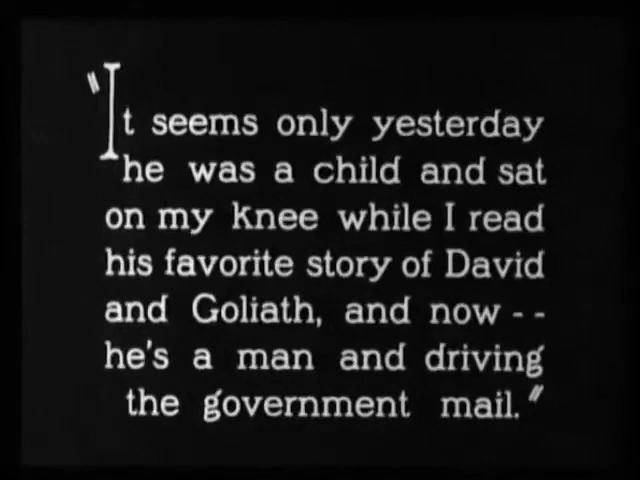 "It seems only yesterday
he was a child and sat
on my knee while I read
his favorite story of David
and Goliath, and now - -
he's a man and driving
the government mail."